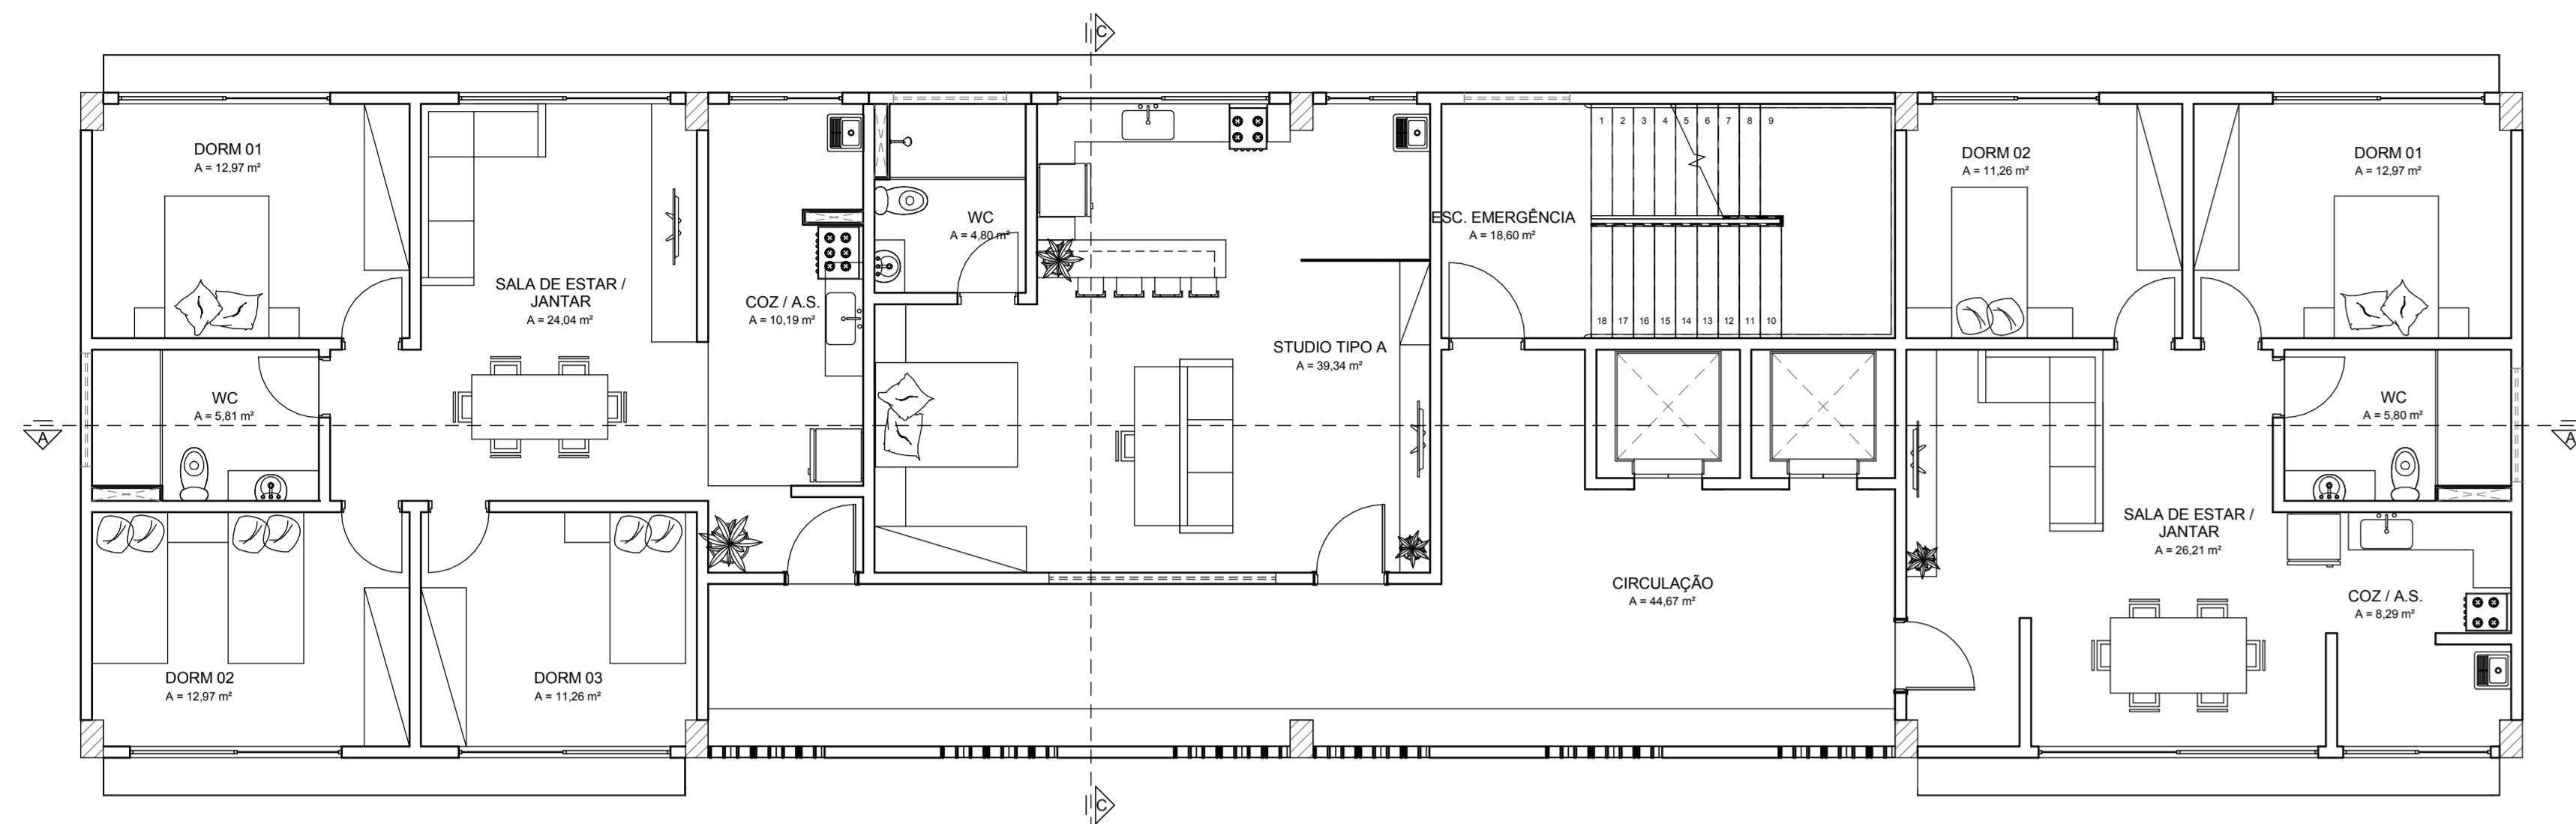 C
DORM 01
A = 12,97 m²
SALA DE ESTAR /
JANTAR
A = 24,04 m²
COZ / A.S.
A = 10,19 m²
WC
A = 4,80 m²
STUDIO TIPO A
A = 39,34 m²
ESC. EMERGÊNCIA
A = 18,60 m²
1 2 3 4 5 6 7 8 9
18 17 16 15 14 13 12 11 10
DORM 02
A = 11,26 m²
DORM 01
A = 12,97 m²
WC
A = 5,81 m²
A
WC
A = 5,80 m²
A
SALA DE ESTAR /
JANTAR
A = 26,21 m²
COZ / A.S.
A = 8,29 m²
CIRCULAÇÃO
A = 44,67 m²
DORM 02
A = 12,97 m²
DORM 03
A = 11,26 m²
C